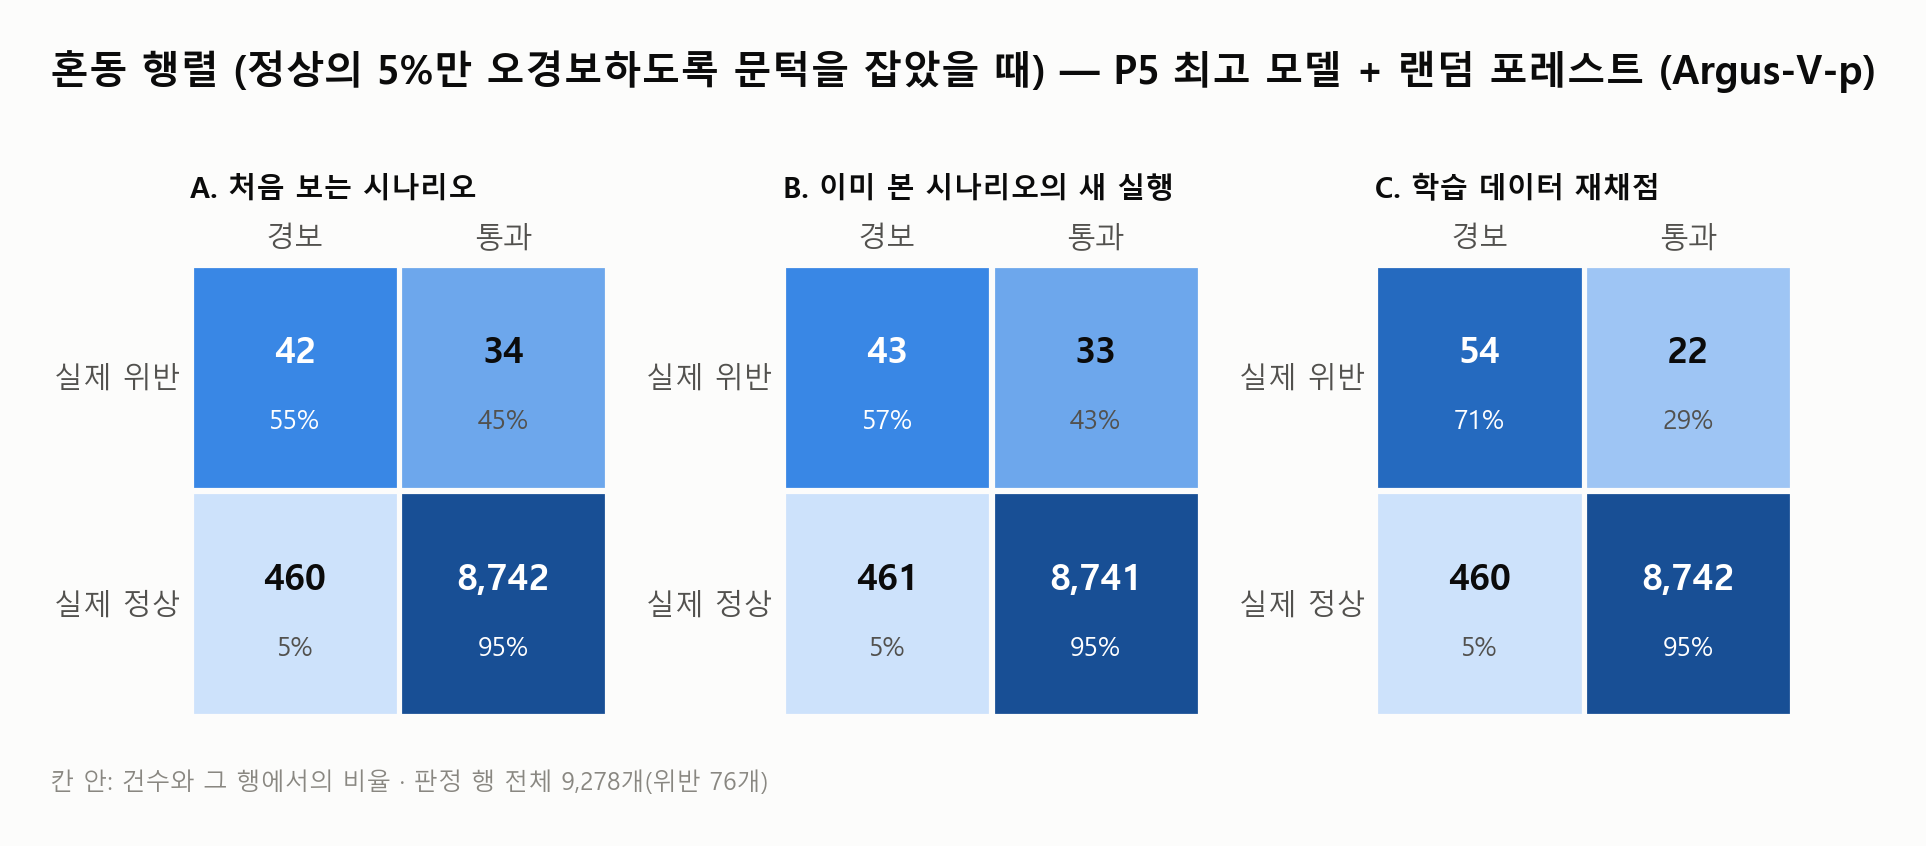 혼동 행렬 (정상의 5%만 오경보하도록 문턱을 잡았을 때) — P5 최고 모델 + 랜덤 포레스트 (Argus-V-p)
A. 처음 보는 시나리오
경보 통과
실제 위반 42 34
55% 45%
실제 정상 460 8,742
5% 95%
B. 이미 본 시나리오의 새 실행
경보 통과
실제 위반 43 33
57% 43%
실제 정상 461 8,741
5% 95%
C. 학습 데이터 재채점
경보 통과
실제 위반 54 22
71% 29%
실제 정상 460 8,742
5% 95%
칸 안: 건수와 그 행에서의 비율 · 판정 행 전체 9,278개(위반 76개)